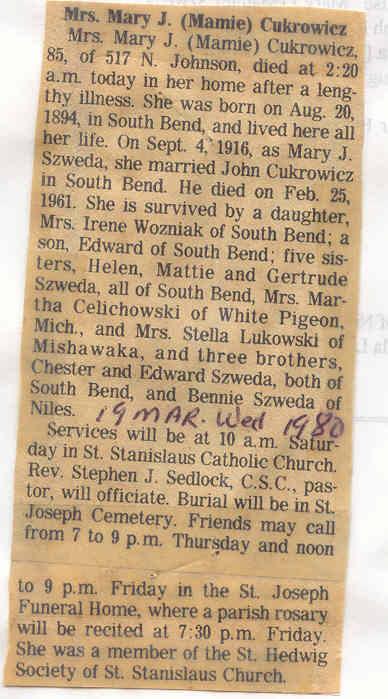 Mrs. Mary J. (Mamie) Cukrowicz
Mrs. Mary J. (Mamie) Cukrowicz,
85, of 517 N. Johnson, died at 2:20
a.m. today in her home after a leng-
thy illness. She was born on Aug. 20,
1894, in South Bend, and lived here all
her life. On Sept. 4, 1916, as Mary J.
Szweda, she married John Cukrowicz
in South Bend. He died on Feb. 25,
1961. She is survived by a daughter,
Mrs. Irene Wozniak of South Bend; a
son, Edward of South Bend; five sis-
ters, Helen, Mattie and Gertrude
Szweda, all of South Bend, Mrs. Mar-
tha Celichowski of White Pigeon,
Mich., and Mrs. Stella Lukowski of
Mishawaka, and three brothers,
Chester and Edward Szweda, both of
South Bend, and Bennie Szweda of
Niles. 19 MAR. Wed 1980
Services will be at 10 a.m. Satur-
day in St. Stanislaus Catholic Church.
Rev. Stephen J. Sedlock, C.S.C., pas-
tor, will officiate. Burial will be in St.
Joseph Cemetery. Friends may call
from 7 to 9 p.m. Thursday and noon
to 9 p.m. Friday in the St. Joseph
Funeral Home, where a parish rosary
will be recited at 7:30 p.m. Friday.
She was a member of the St. Hedwig
Society of St. Stanislaus Church.